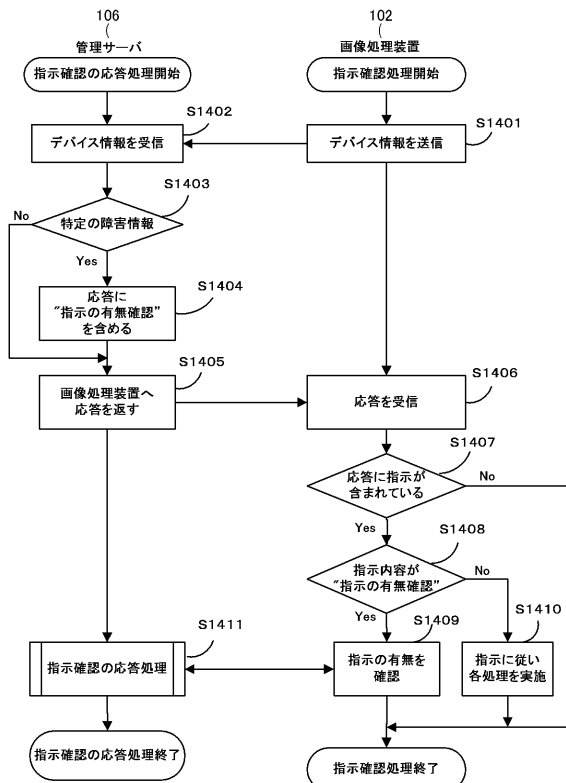 106
管理サーバ
指示確認の応答処理開始
102
画像処理装置
指示確認処理開始
S1402
デバイス情報を受信
S1401
デバイス情報を送信
S1403
特定の障害情報
No
Yes
S1404
応答に
"指示の有無確認"
を含める
S1405
画像処理装置へ
応答を返す
S1406
応答を受信
S1407
応答に指示が
含まれている
No
Yes
S1408
指示内容が
"指示の有無確認"
No
Yes
S1409
指示の有無を
確認
S1410
指示に従い
各処理を実施
S1411
指示確認の応答処理
指示確認の応答処理終了
指示確認処理終了